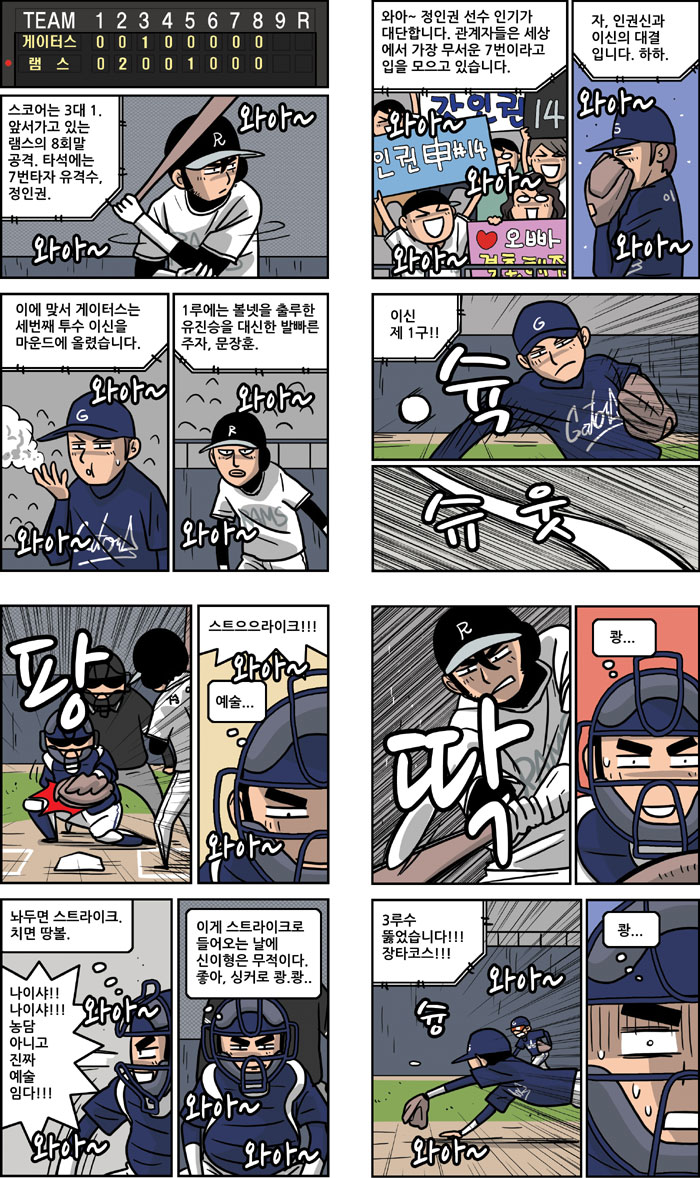 TEAM 1 2 3 4 5 6 7 8 9 R
게이터스 0 0 1 0 0 0 0 0
램 스 0 2 0 0 1 0 0 0
스코어는 3대 1.
앞서가고 있는
램스의 8회말
공격. 타석에는
7번타자 유격수,
정인권.
와아~
R
RAMS
와아~
이에 맞서 게이터스는
세번째 투수 이신을
마운드에 올렸습니다.
와아~
G
Gators
와아~
1루에는 볼넷을 출루한
유진승을 대신한 발빠른
주자, 문장훈.
와아~
R
RAMS
와아~
와아~ 정인권 선수 인기가
대단합니다. 관계자들은 세상
에서 가장 무서운 7번이라고
입을 모으고 있습니다.
와아~
갓인권
14
인권 申 #14
와아~
오빠
와아~
자, 인권신과
이신의 대결
입니다. 하하.
와아~
와아~
이신
제 1구!!
G
슉
Gators
슈 웃
팡
스트으으라이크!!!
와아~
예술...
와아~
놔두면 스트라이크.
치면 땅볼.
와아~
나이샤!!
나이샤!!!
농담
아니고
진짜
예술
임다!!!
와아~
이게 스트라이크로
들어오는 날에
신이형은 무적이다.
좋아, 싱커로 쾅.쾅..
와아~
와아~
R
딱
RAMS
쾅...
3루수
뚫었습니다!!!
장타코스!!!
와아~
슝
와아~
쾅...